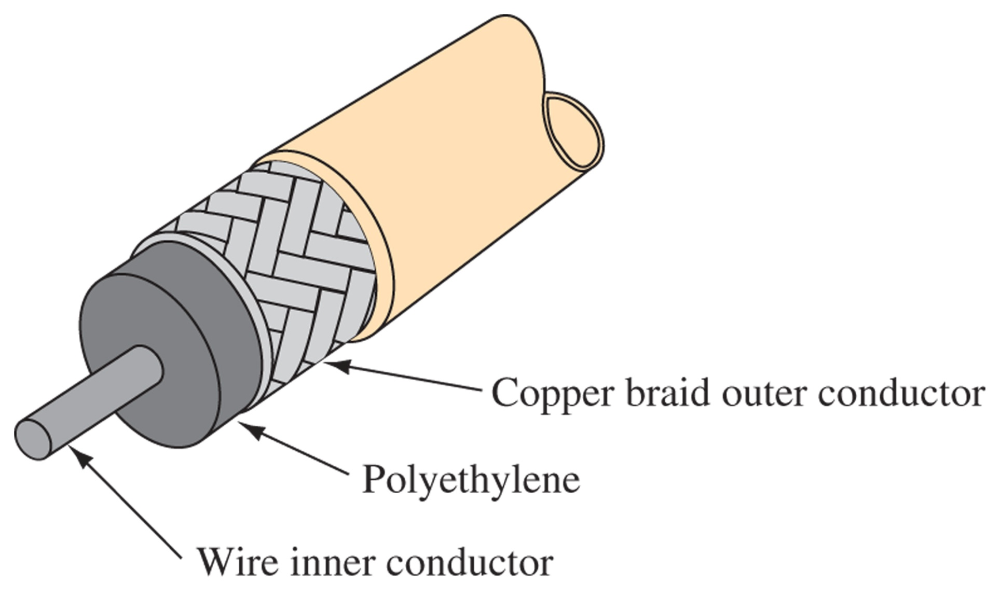 Copper braid outer conductor
Polyethylene
Wire inner conductor